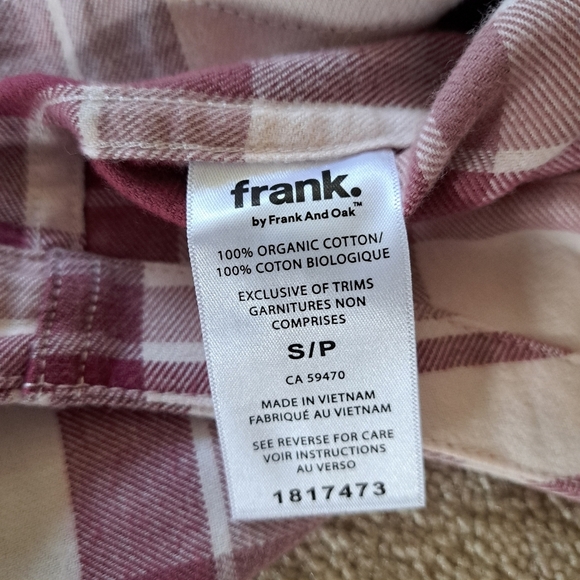 frank.
by Frank And Oak™
100% ORGANIC COTTON/
100% COTON BIOLOGIQUE
EXCLUSIVE OF TRIMS
GARNITURES NON
COMPRISES
S/P
CA 59470
MADE IN VIETNAM
FABRIQUÉ AU VIETNAM
SEE REVERSE FOR CARE
VOIR INSTRUCTIONS
AU VERSO
1817473